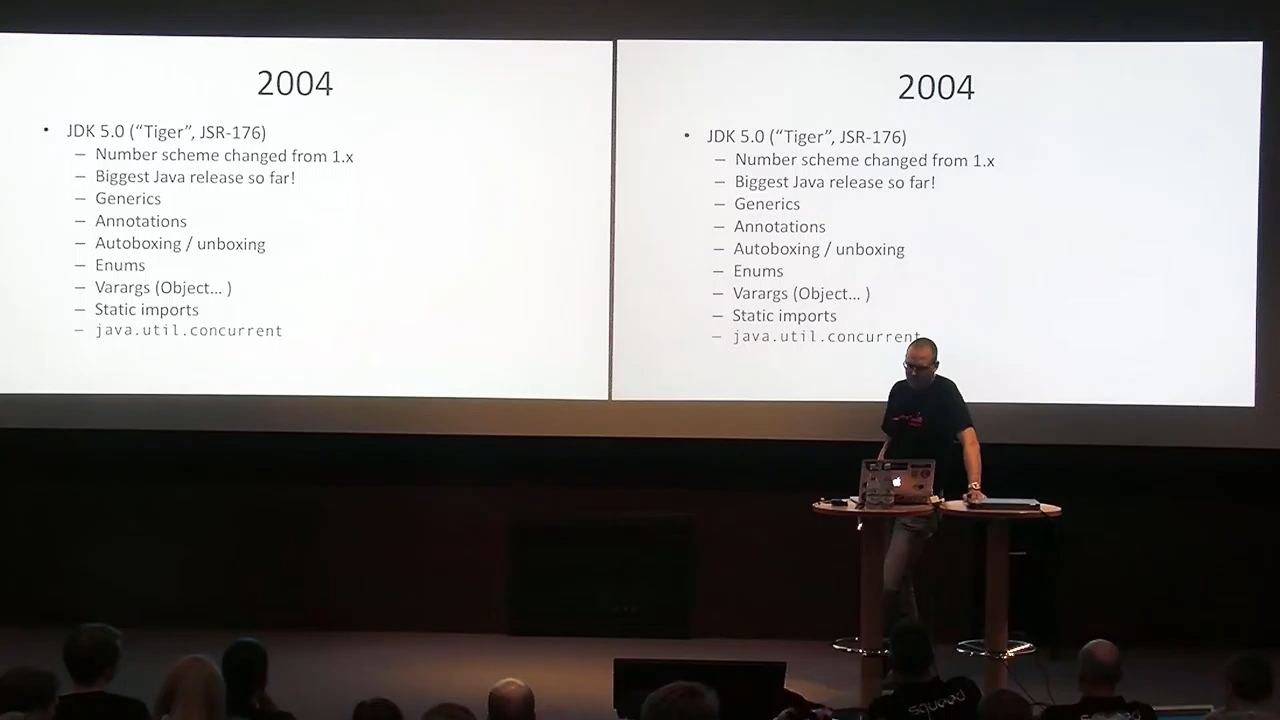 2004
• JDK 5.0 (“Tiger”, JSR-176)
– Number scheme changed from 1.x
– Biggest Java release so far!
– Generics
– Annotations
– Autoboxing / unboxing
– Enums
– Varargs (Object... )
– Static imports
– java.util.concurrent
2004
• JDK 5.0 (“Tiger”, JSR-176)
– Number scheme changed from 1.x
– Biggest Java release so far!
– Generics
– Annotations
– Autoboxing / unboxing
– Enums
– Varargs (Object... )
– Static imports
– java.util.concurrent